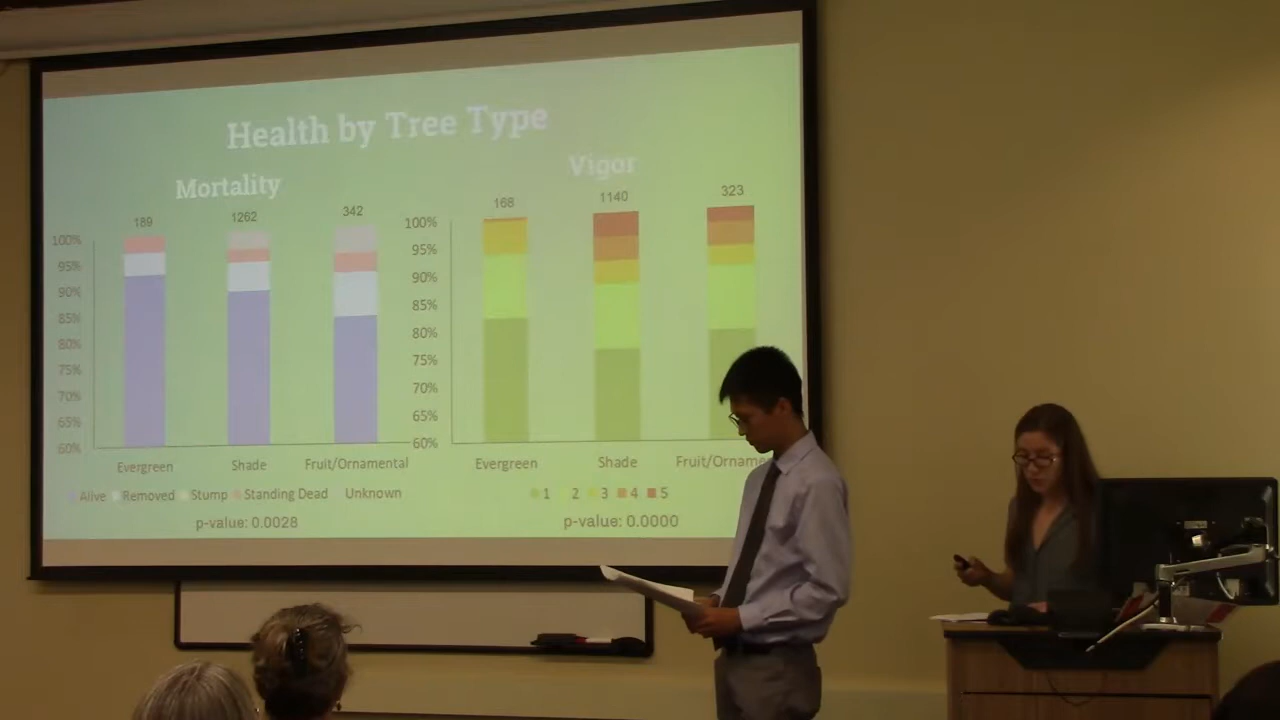 Health by Tree Type
Mortality
189
1262
342
100%
95%
90%
85%
80%
75%
70%
65%
60%
Evergreen
Shade
Fruit/Ornamental
Alive Removed Stump Standing Dead Unknown
p-value: 0.0028
Vigor
168
1140
323
100%
95%
90%
85%
80%
75%
70%
65%
60%
Evergreen
Shade
Fruit/Orname
1 2 3 4 5
p-value: 0.0000